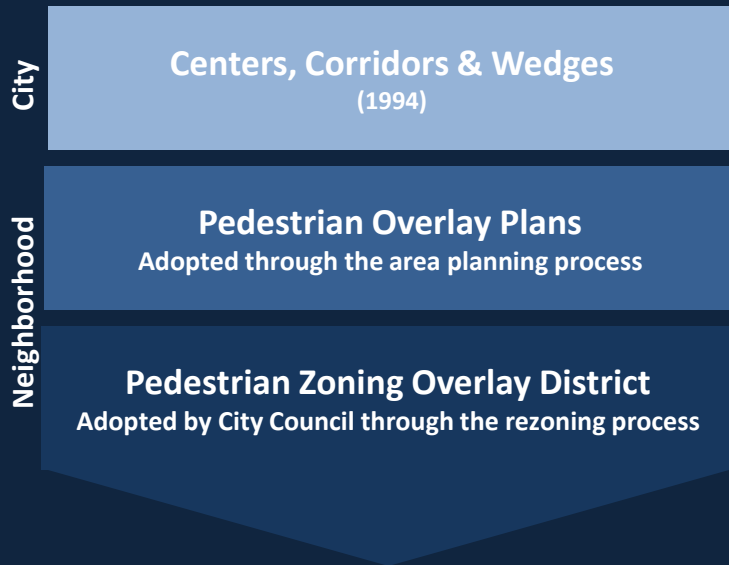 City
Centers, Corridors & Wedges
(1994)
Neighborhood
Pedestrian Overlay Plans
Adopted through the area planning process
Pedestrian Zoning Overlay District
Adopted by City Council through the rezoning process